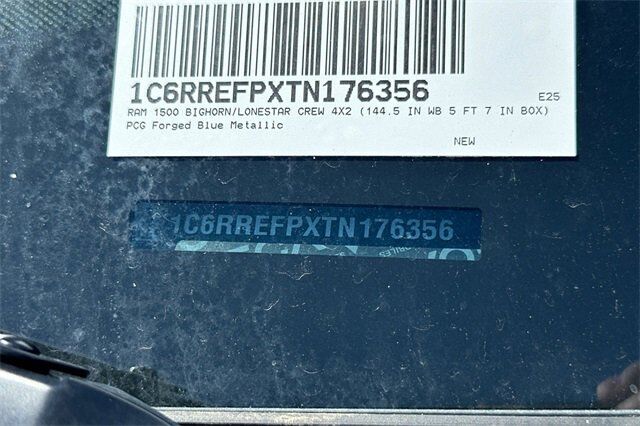 1C6RREFPXTN176356
E25
RAM 1500 BIGHORN/LONESTAR CREW 4X2 (144.5 IN WB 5 FT 7 IN BOX)
PCG Forged Blue Metallic
NEW
1C6RREFPXTN176356